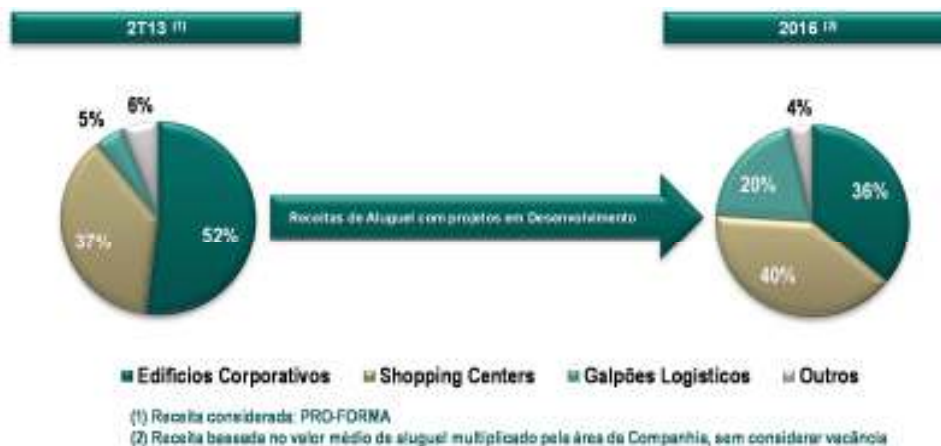 2T13 (1)
2016 (2)
5%
6%
37%
52%
Receitas de Aluguel com projetos em Desenvolvimento
4%
20%
36%
40%
Edifícios Corporativos
Shopping Centers
Galpões Logísticos
Outros
(1) Receita considerada: PRO-FORMA
(2) Receita baseada no valor médio de aluguel multiplicado pela área da Companhia, sem considerar vacância